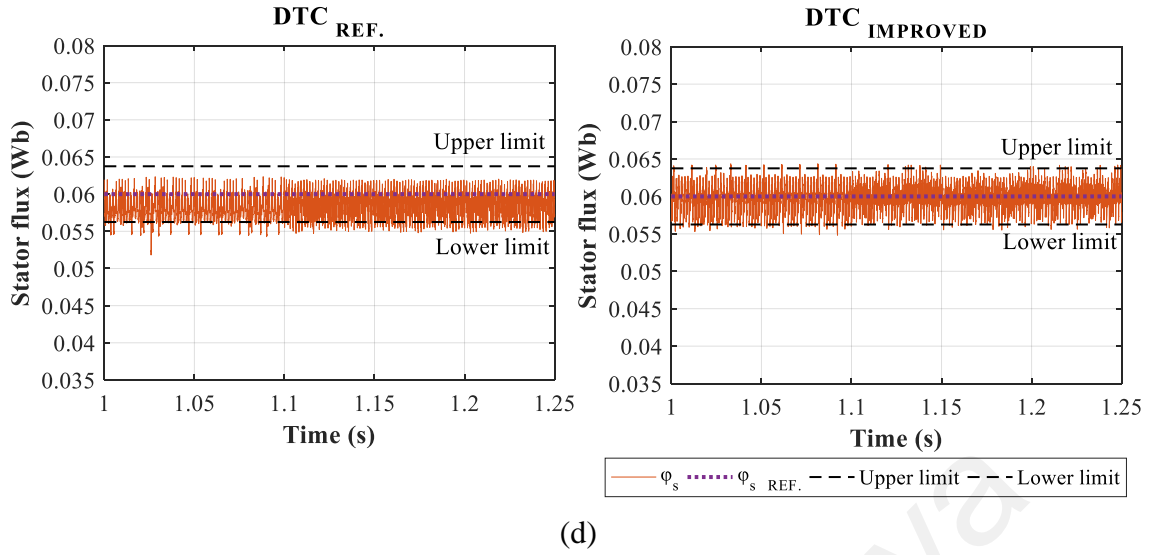 DTC REF.
0.08
0.075
0.07
0.065
0.06
0.055
0.05
0.045
0.04
0.035
Stator flux (Wb)
Upper limit
Lower limit
1 1.05 1.1 1.15 1.2 1.25
Time (s)
DTC IMPROVED
0.08
0.075
0.07
0.065
0.06
0.055
0.05
0.045
0.04
0.035
Stator flux (Wb)
Upper limit
Lower limit
1 1.05 1.1 1.15 1.2 1.25
Time (s)
φs φs REF. Upper limit Lower limit
(d)